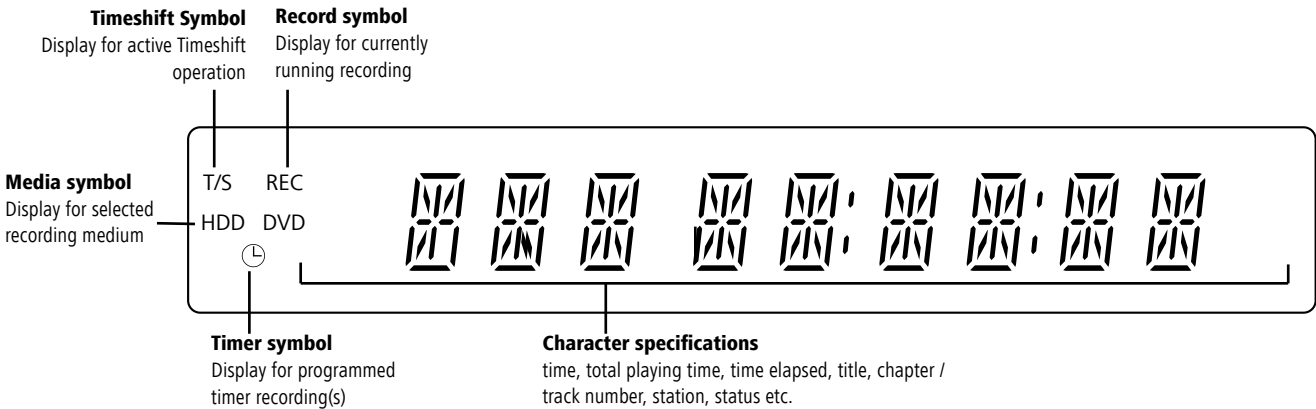 Timeshift Symbol
Display for active Timeshift
operation
Record symbol
Display for currently
running recording
Media symbol
Display for selected
recording medium
T/S REC
HDD DVD
Timer symbol
Display for programmed
timer recording(s)
Character specifications
time, total playing time, time elapsed, title, chapter /
track number, station, status etc.